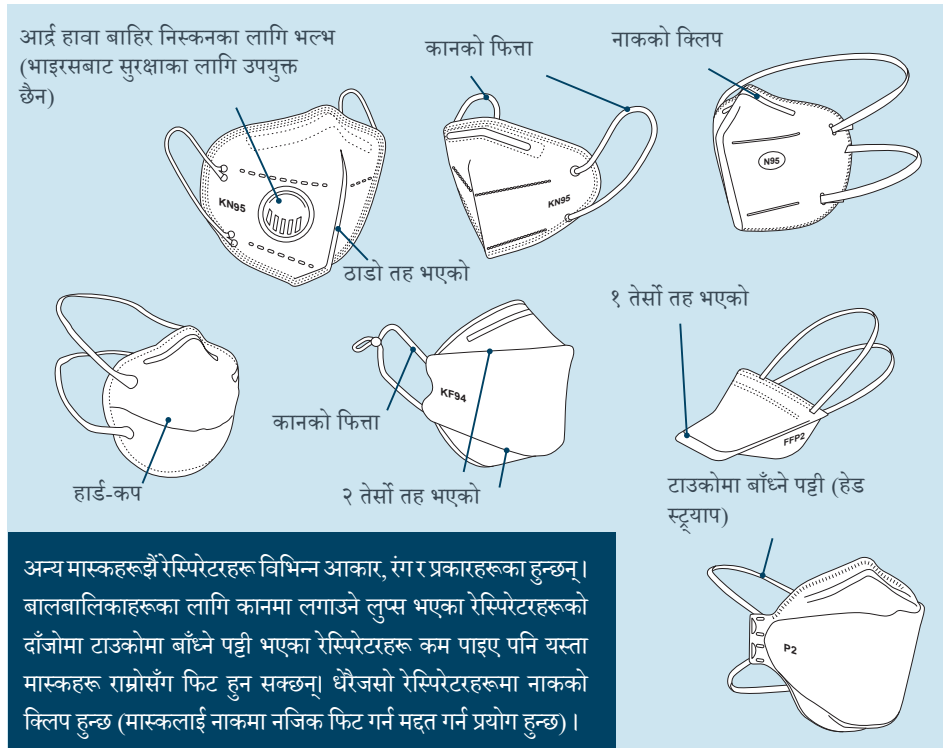 आर्द्र हावा बाहिर निस्कनका लागि भल्भ
(भाइरसबाट सुरक्षाका लागि उपयुक्त
छैन)
कानको फित्ता
नाकको क्लिप
KN95
KN95
N95
ठाडो तह भएको
१ तेर्सो तह भएको
KF94
कानको फित्ता
FFP2
हार्ड-कप
२ तेर्सो तह भएको
टाउकोमा बाँध्ने पट्टी (हेड
स्ट्र्याप)
P2
अन्य मास्कहरूझैं रेस्पिरेटरहरू विभिन्न आकार, रंग र प्रकारहरूका हुन्छन्।
बालबालिकाहरूका लागि कानमा लगाउने लुप्स भएका रेस्पिरेटरहरूको
दाँजोमा टाउकोमा बाँध्ने पट्टी भएका रेस्पिरेटरहरू कम पाइए पनि यस्ता
मास्कहरू राम्रोसँग फिट हुन सक्छन्। धेरैजसो रेस्पिरेटरहरूमा नाकको
क्लिप हुन्छ (मास्कलाई नाकमा नजिक फिट गर्न मद्दत गर्न प्रयोग हुन्छ)।